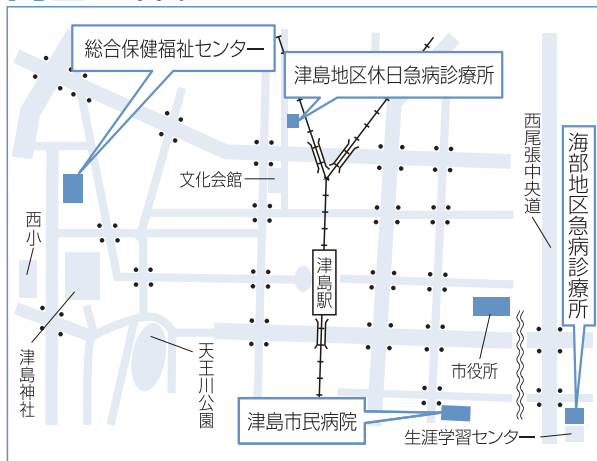 総合保健福祉センター
津島地区休日急病診療所
文化会館
西尾張中央道
海部地区急病診療所
西小
津島駅
津島神社
天王川公園
市役所
津島市民病院
生涯学習センター